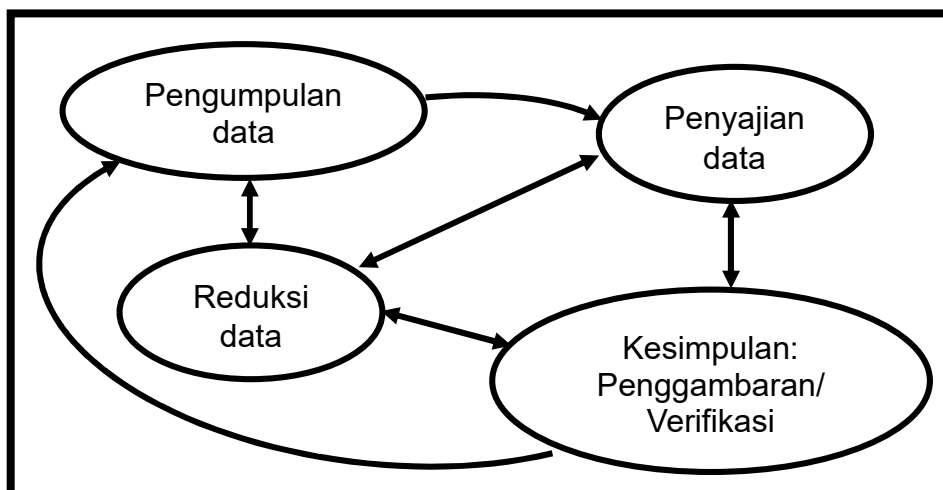 Pengumpulan
data
Penyajian
data
Reduksi
data
Kesimpulan:
Penggambaran/
Verifikasi